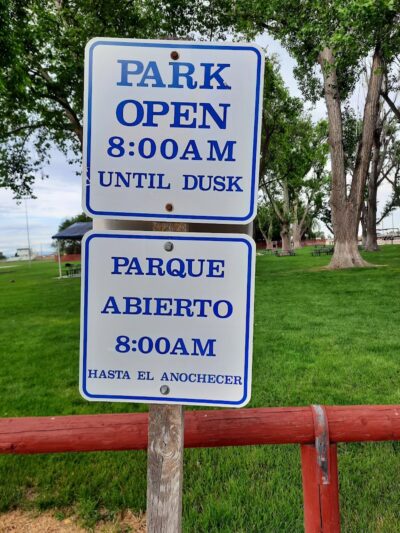 PARK
OPEN
8:00AM
UNTIL DUSK
PARQUE
ABIERTO
8:00AM
HASTA EL ANOCHECER